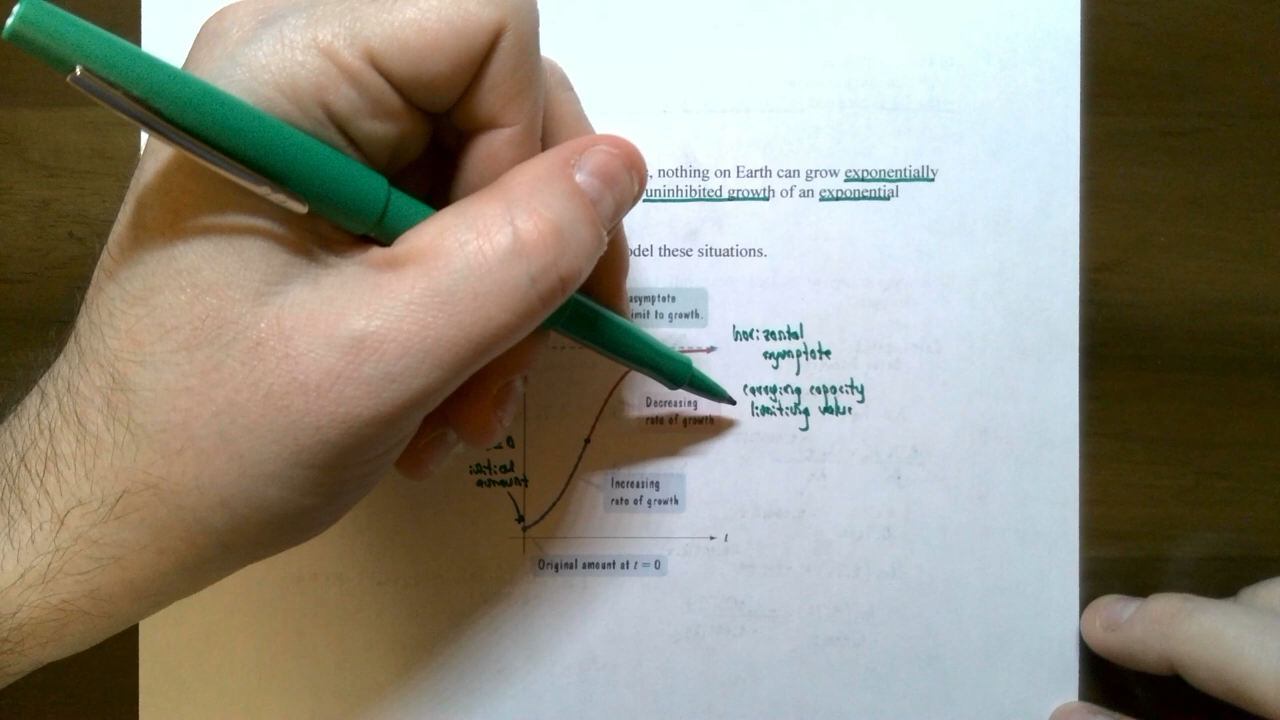 , nothing on Earth can grow exponentially
uninhibited growth of an exponential
del these situations.
asymptote
imit to growth.
horizontal
asymptote
carrying capacity
limiting value
Decreasing
rate of growth
initial
amount
Increasing
rate of growth
t
Original amount at t = 0